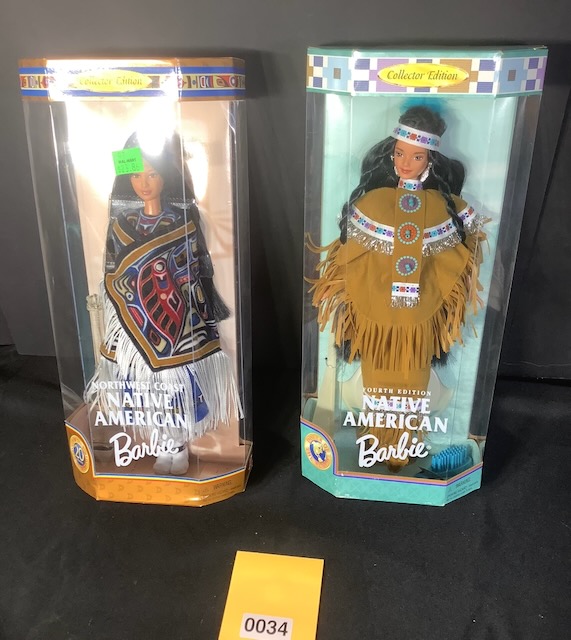 Collector Edition
NORTHWEST COAST
NATIVE
AMERICAN
Barbie
Collector Edition
FOURTH EDITION
NATIVE
AMERICAN
Barbie
0034